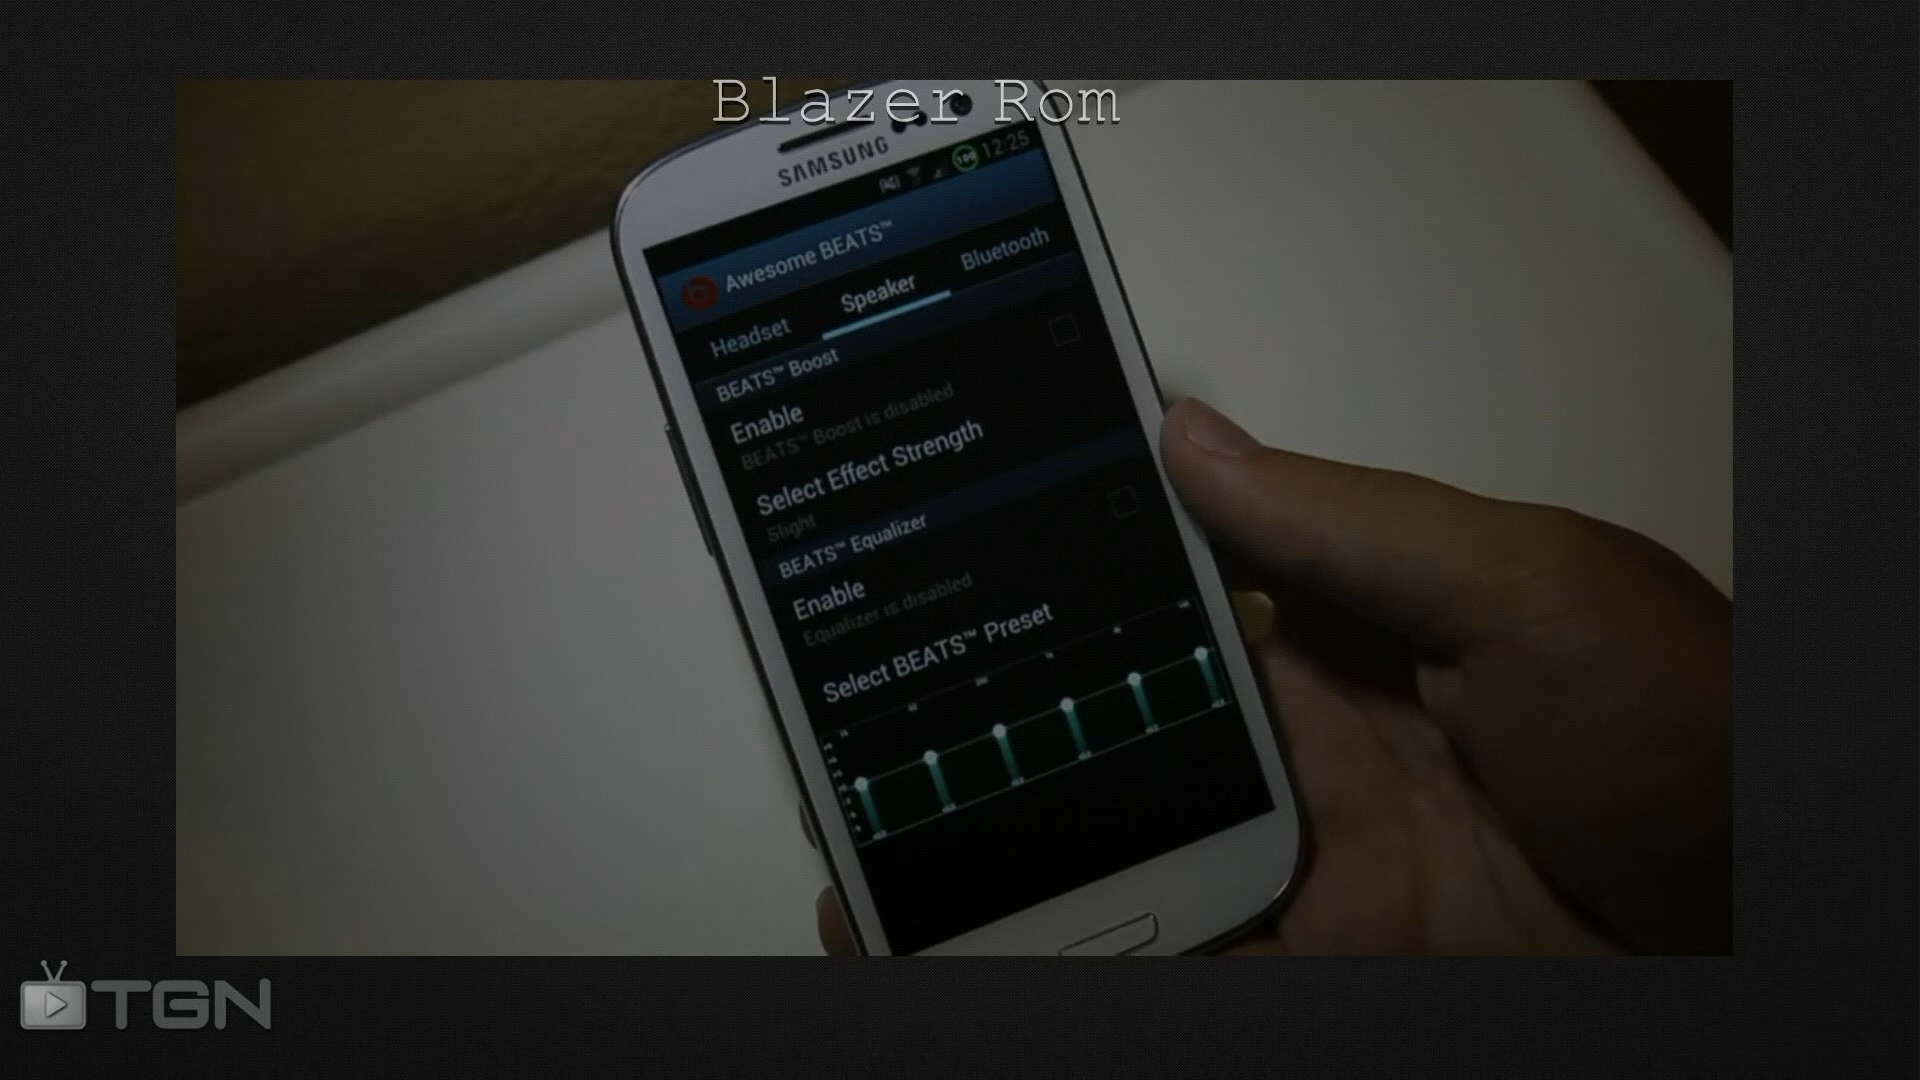 Blazer Rom
SAMSUNG
100 12:25
Awesome BEATS™
Headset Speaker Bluetooth
BEATS™ Boost
Enable
BEATS™ Boost is disabled
Select Effect Strength
Slight
BEATS™ Equalizer
Enable
Equalizer is disabled
Select BEATS™ Preset
TGN